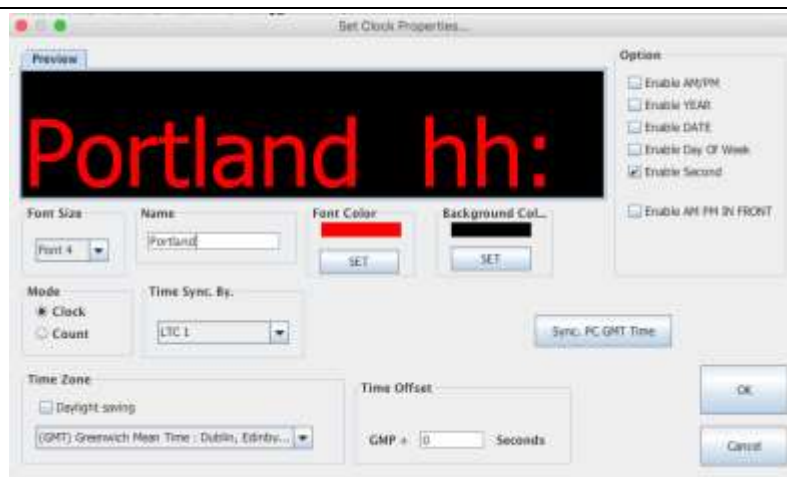 Set Clock Properties...
Preview
Portland hh:
Option
Enable AM/PM
Enable YEAR
Enable DATE
Enable Day Of Week
Enable Second
Enable AM PM IN FRONT
Font Size
Font 4
Name
Portland
Font Color
SET
Background Col...
SET
Mode
Clock
Count
Time Sync. By.
LTC 1
Sync. PC GMT Time
Time Zone
Daylight saving
(GMT) Greenwich Mean Time : Dublin, Edinby...
Time Offset
GMP + 0 Seconds
OK
Cancel